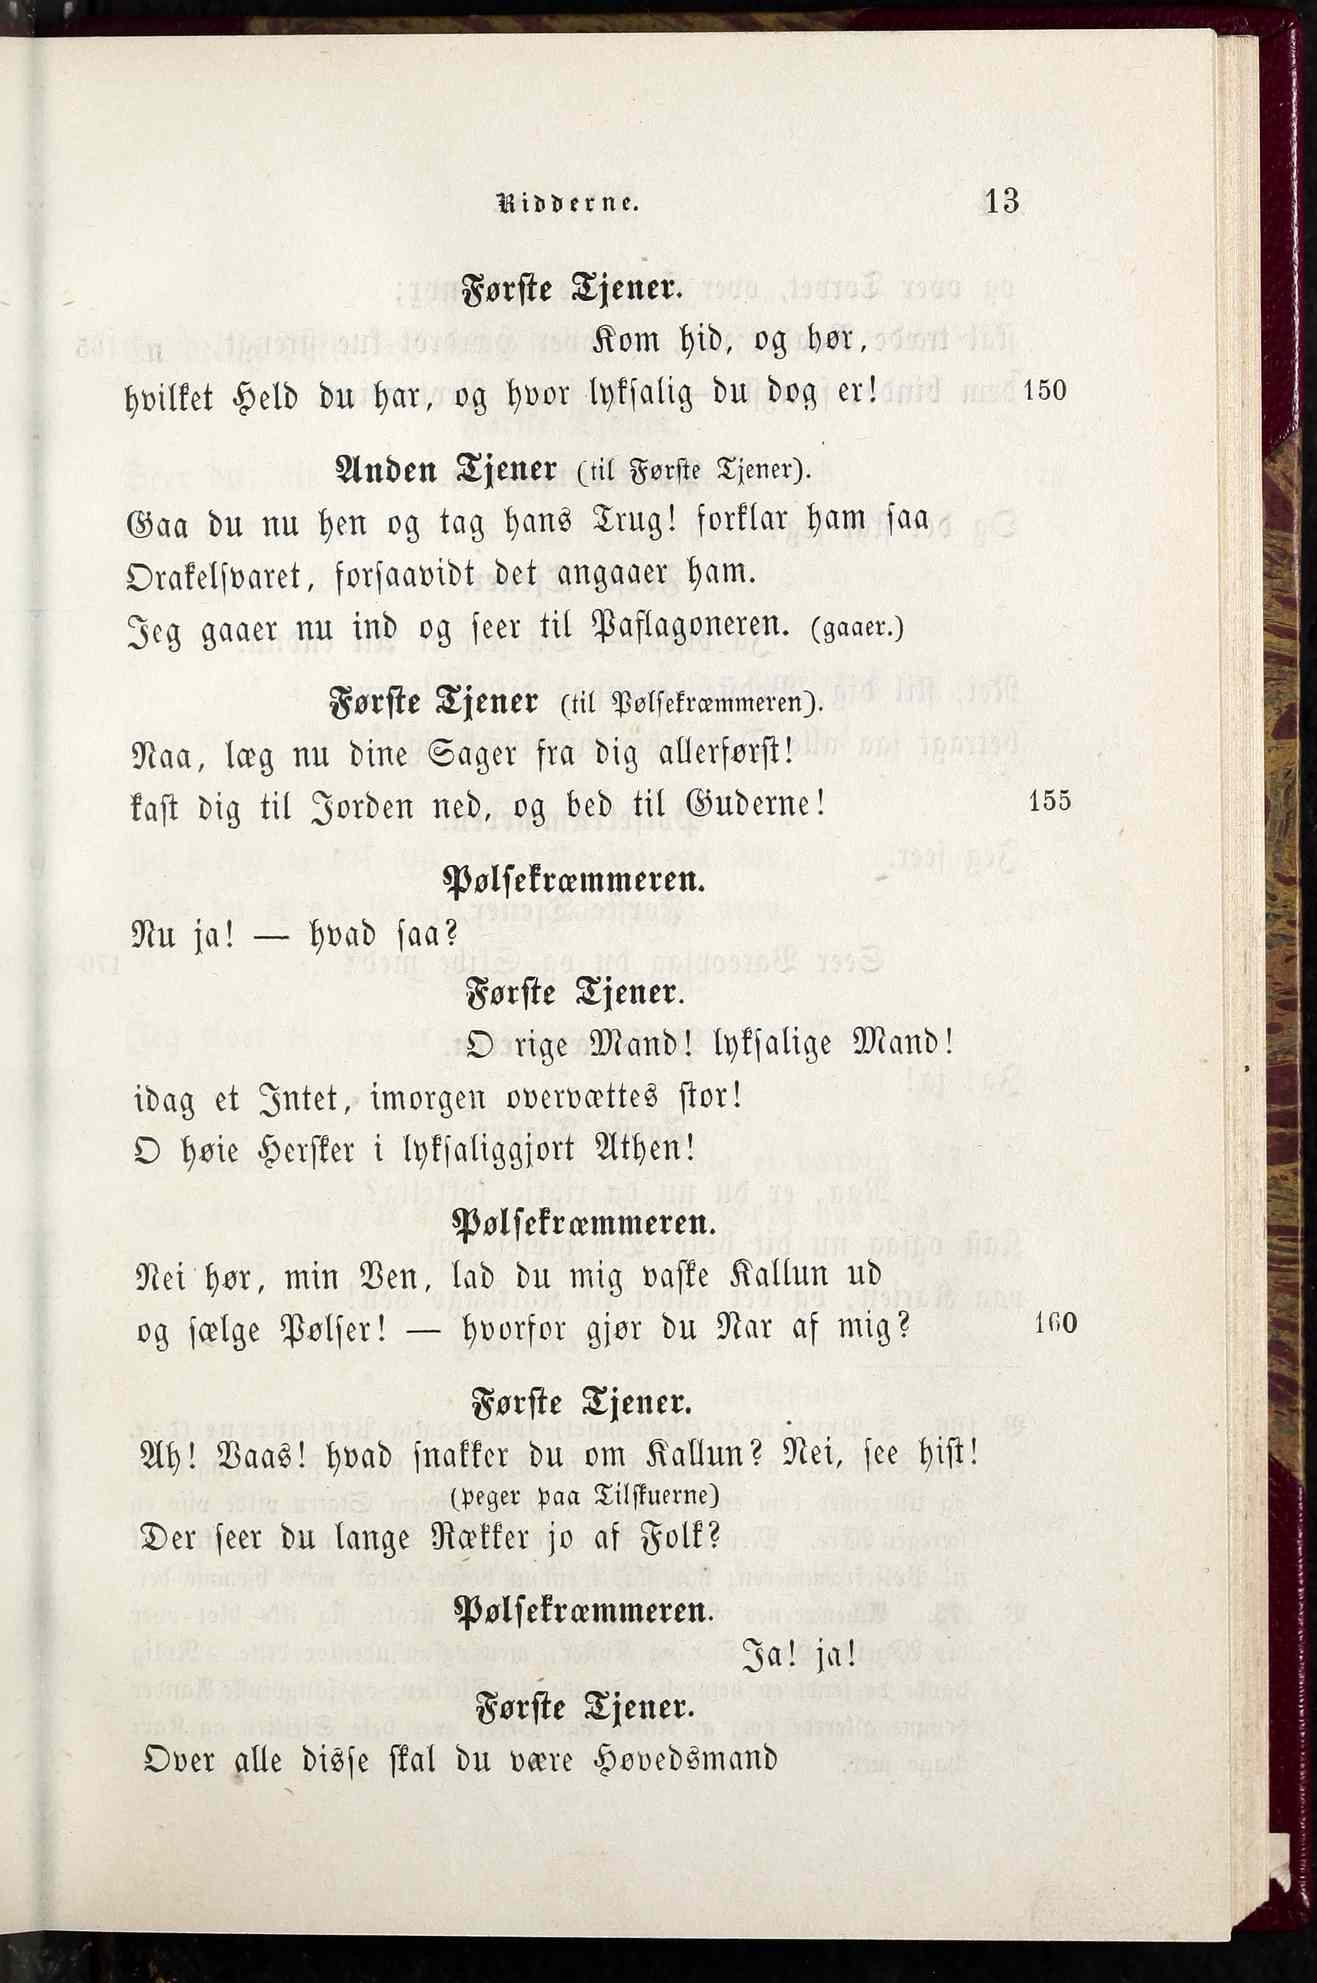 Ridderne. 13
Første Tjener.
Kom hid, og hør,
hvilket Held du har, og hvor lyksalig du dog er! 150
Anden Tjener (til Første Tjener).
Gaa du nu hen og tag hans Trug! forklar ham saa
Orakelsvaret, forsaavidt det angaaer ham.
Jeg gaaer nu ind og seer til Paflagoneren. (gaaer.)
Første Tjener (til Pølsekræmmeren).
Naa, læg nu dine Sager fra dig allerførst!
kast dig til Jorden ned, og bed til Guderne! 155
Pølsekræmmeren.
Nu ja! — hvad saa?
Første Tjener.
O rige Mand! lyksalige Mand!
idag et Intet, imorgen overvættes stor!
O høie Hersker i lyksaliggjort Athen!
Pølsekræmmeren.
Nei hør, min Ven, lad du mig vaske Kallun ud
og sælge Pølser! — hvorfor gjør du Nar af mig? 160
Første Tjener.
Ah! Vaas! hvad snakker du om Kallun? Nei, see hist!
(peger paa Tilskuerne)
Der seer du lange Rækker jo af Folk?
Pølsekræmmeren.
Ja! ja!
Første Tjener.
Over alle disse skal du være Høvedsmand